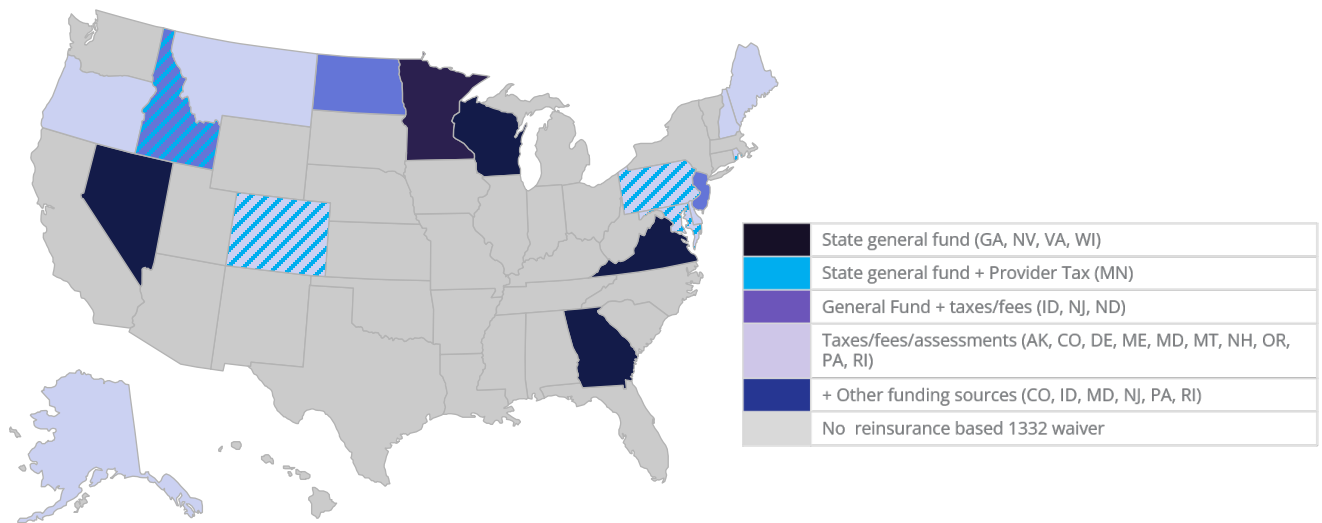 State general fund (GA, NV, VA, WI)
State general fund + Provider Tax (MN)
General Fund + taxes/fees (ID, NJ, ND)
Taxes/fees/assessments (AK, CO, DE, ME, MD, MT, NH, OR,
PA, RI)
+ Other funding sources (CO, ID, MD, NJ, PA, RI)
No reinsurance based 1332 waiver